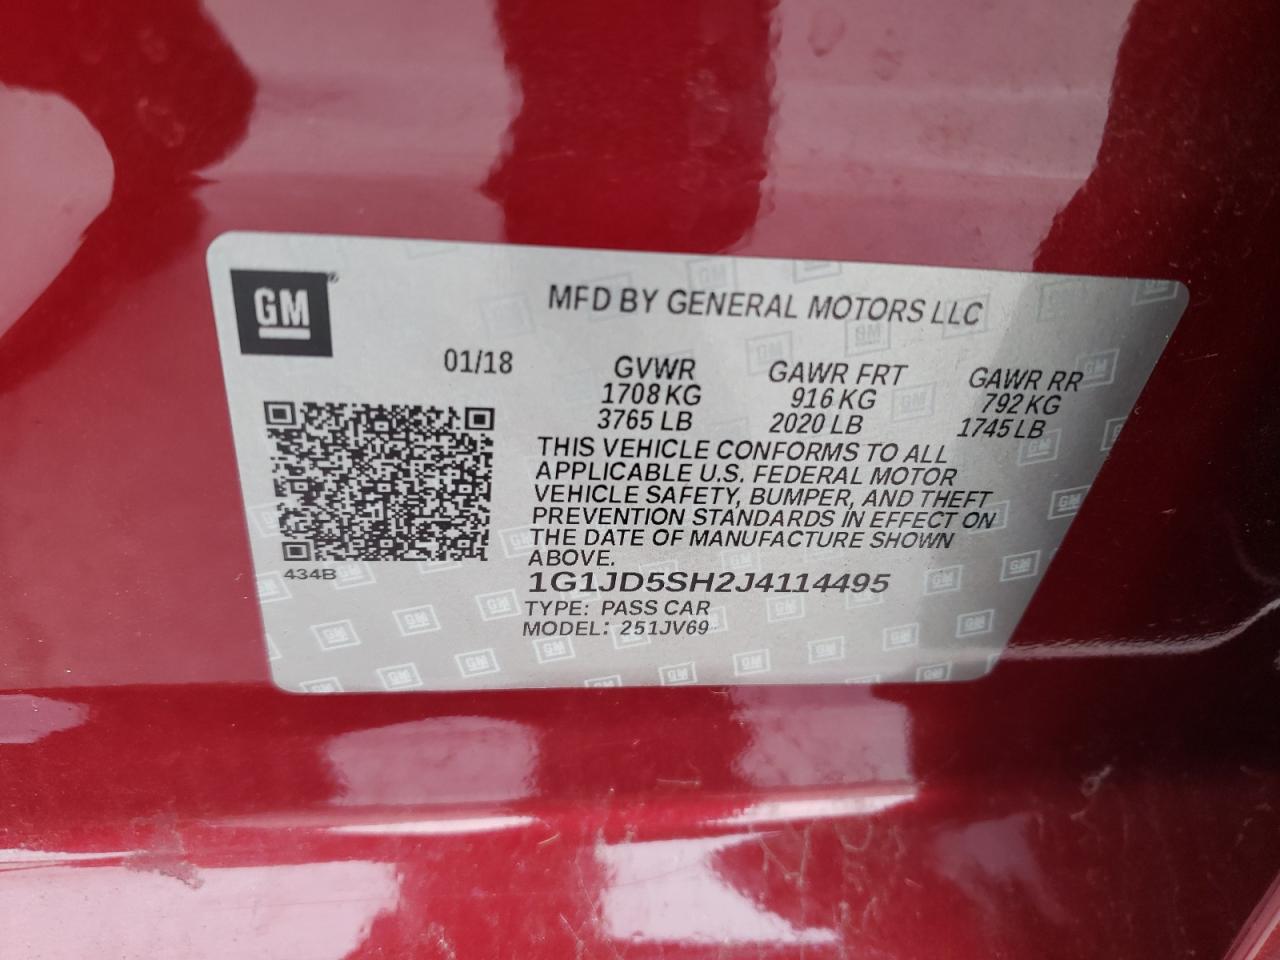 GM
MFD BY GENERAL MOTORS LLC
01/18
GVWR
1708 KG
3765 LB
GAWR FRT
916 KG
2020 LB
GAWR RR
792 KG
1745 LB
THIS VEHICLE CONFORMS TO ALL
APPLICABLE U.S. FEDERAL MOTOR
VEHICLE SAFETY, BUMPER, AND THEFT
PREVENTION STANDARDS IN EFFECT ON
THE DATE OF MANUFACTURE SHOWN
ABOVE.
434B
1G1JD5SH2J4114495
TYPE: PASS CAR
MODEL: 251JV69